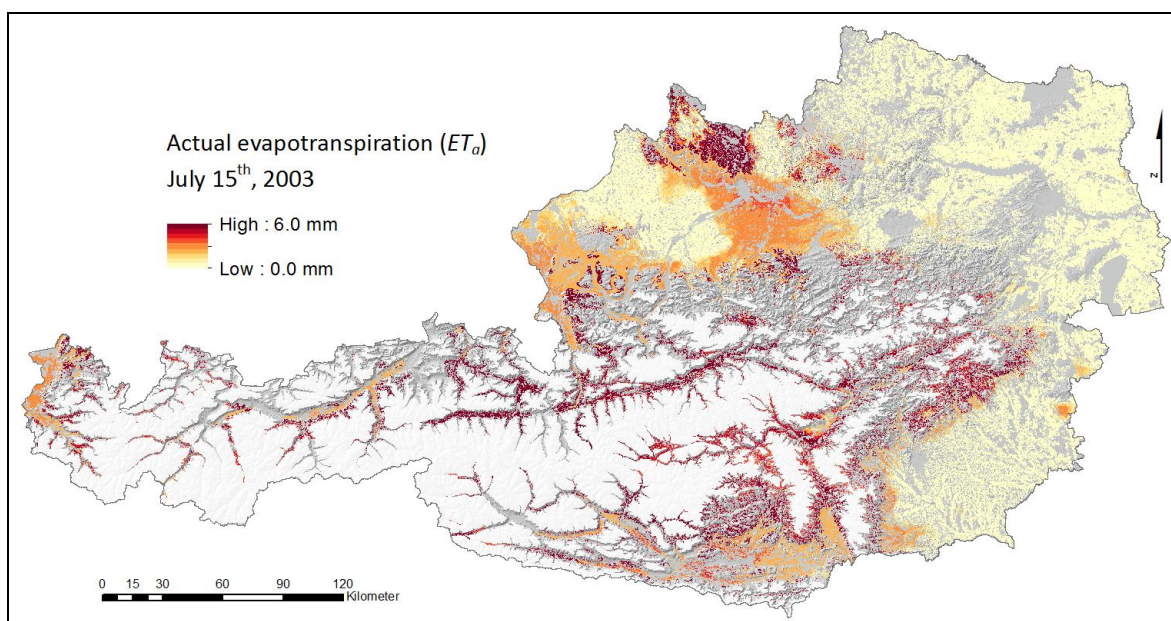 Actual evapotranspiration (ETa)
July 15th, 2003
High : 6.0 mm
Low : 0.0 mm
N
0 15 30 60 90 120
Kilometer